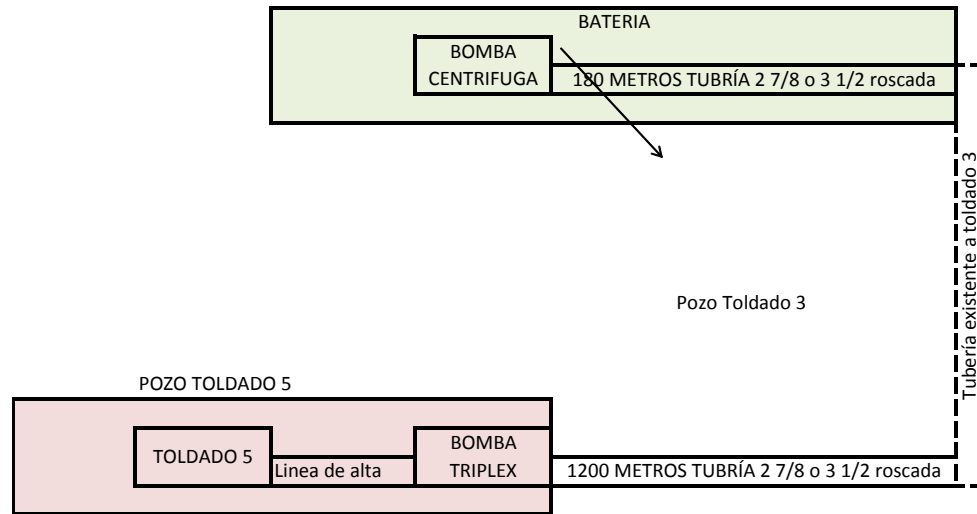 BATERIA
BOMBA
CENTRIFUGA
180 METROS TUBRÍA 2 7/8 o 3 1/2 roscada
Tubería existente a toldado 3
Pozo Toldado 3
POZO TOLDADO 5
TOLDADO 5
Linea de alta
BOMBA
TRIPLEX
1200 METROS TUBRÍA 2 7/8 o 3 1/2 roscada